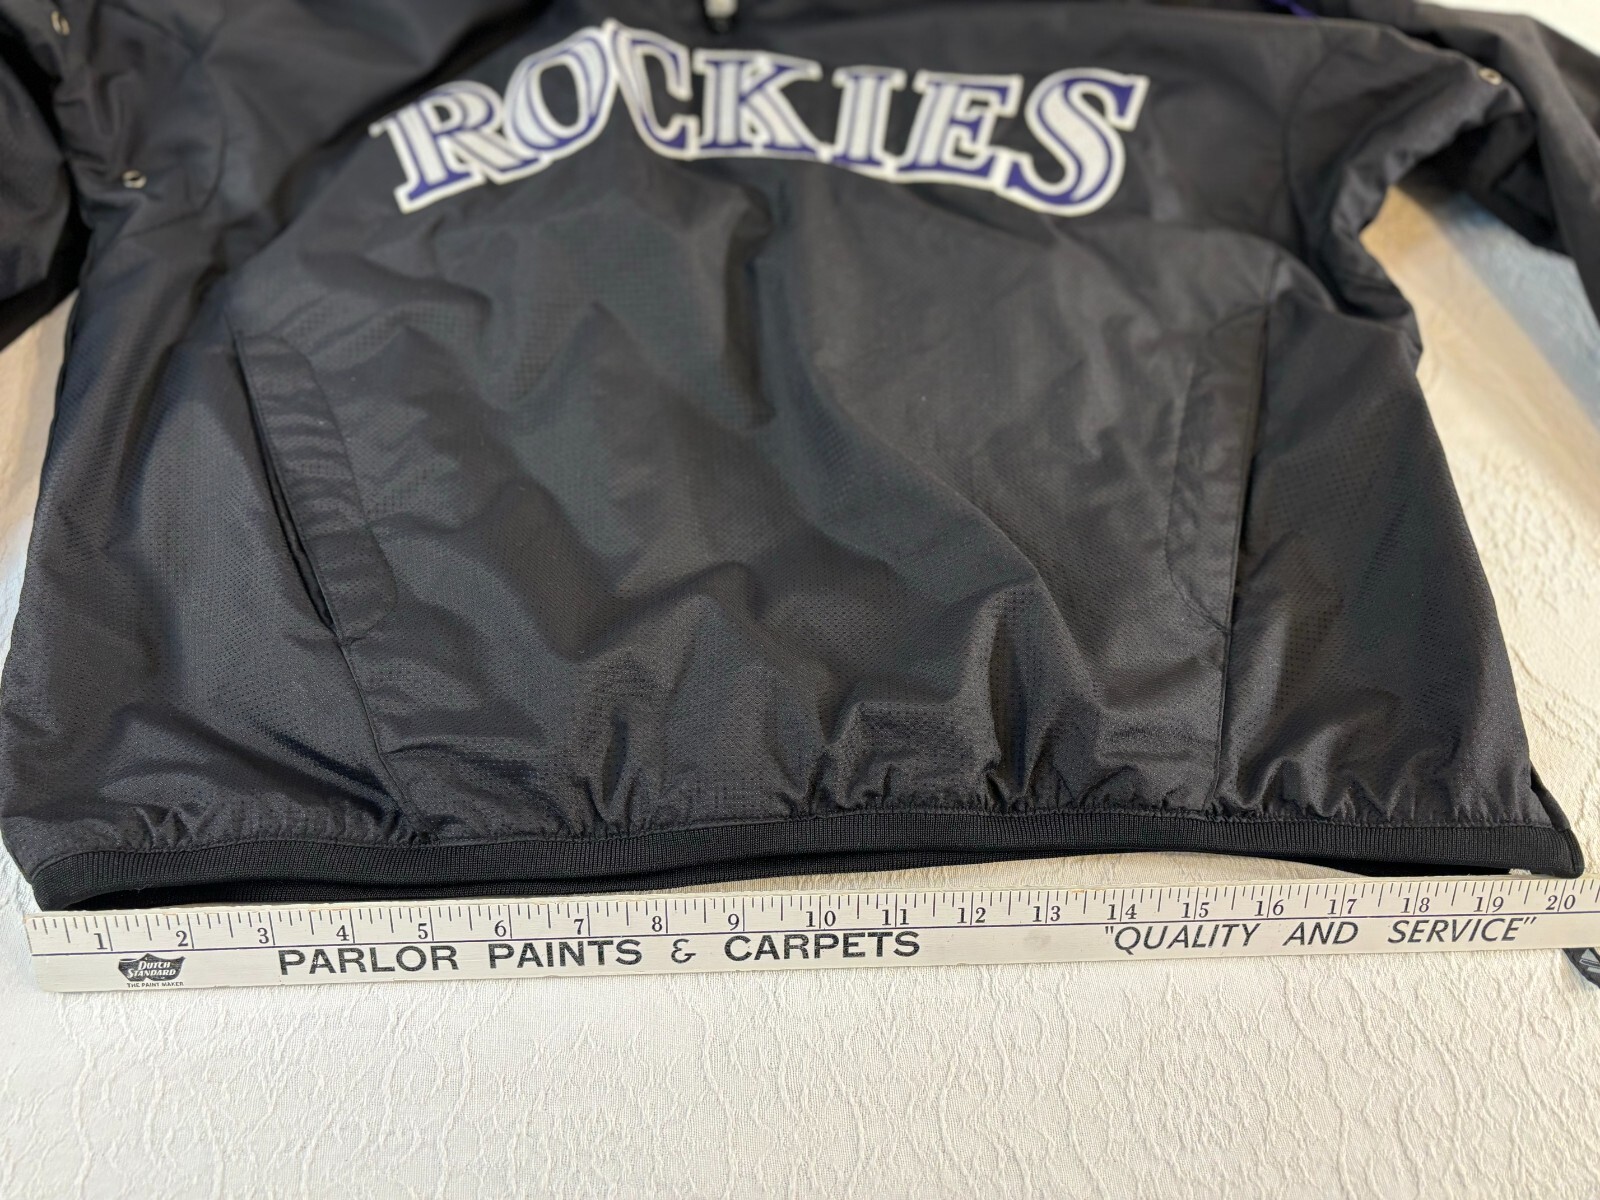 ROCKIES
1 2 3 4 5 6 7 8 9 10 11 12 13 14 15 16 17 18 19 20
DUTCH
STANDARD
THE PAINT MAKER
PARLOR PAINTS & CARPETS
"QUALITY AND SERVICE"